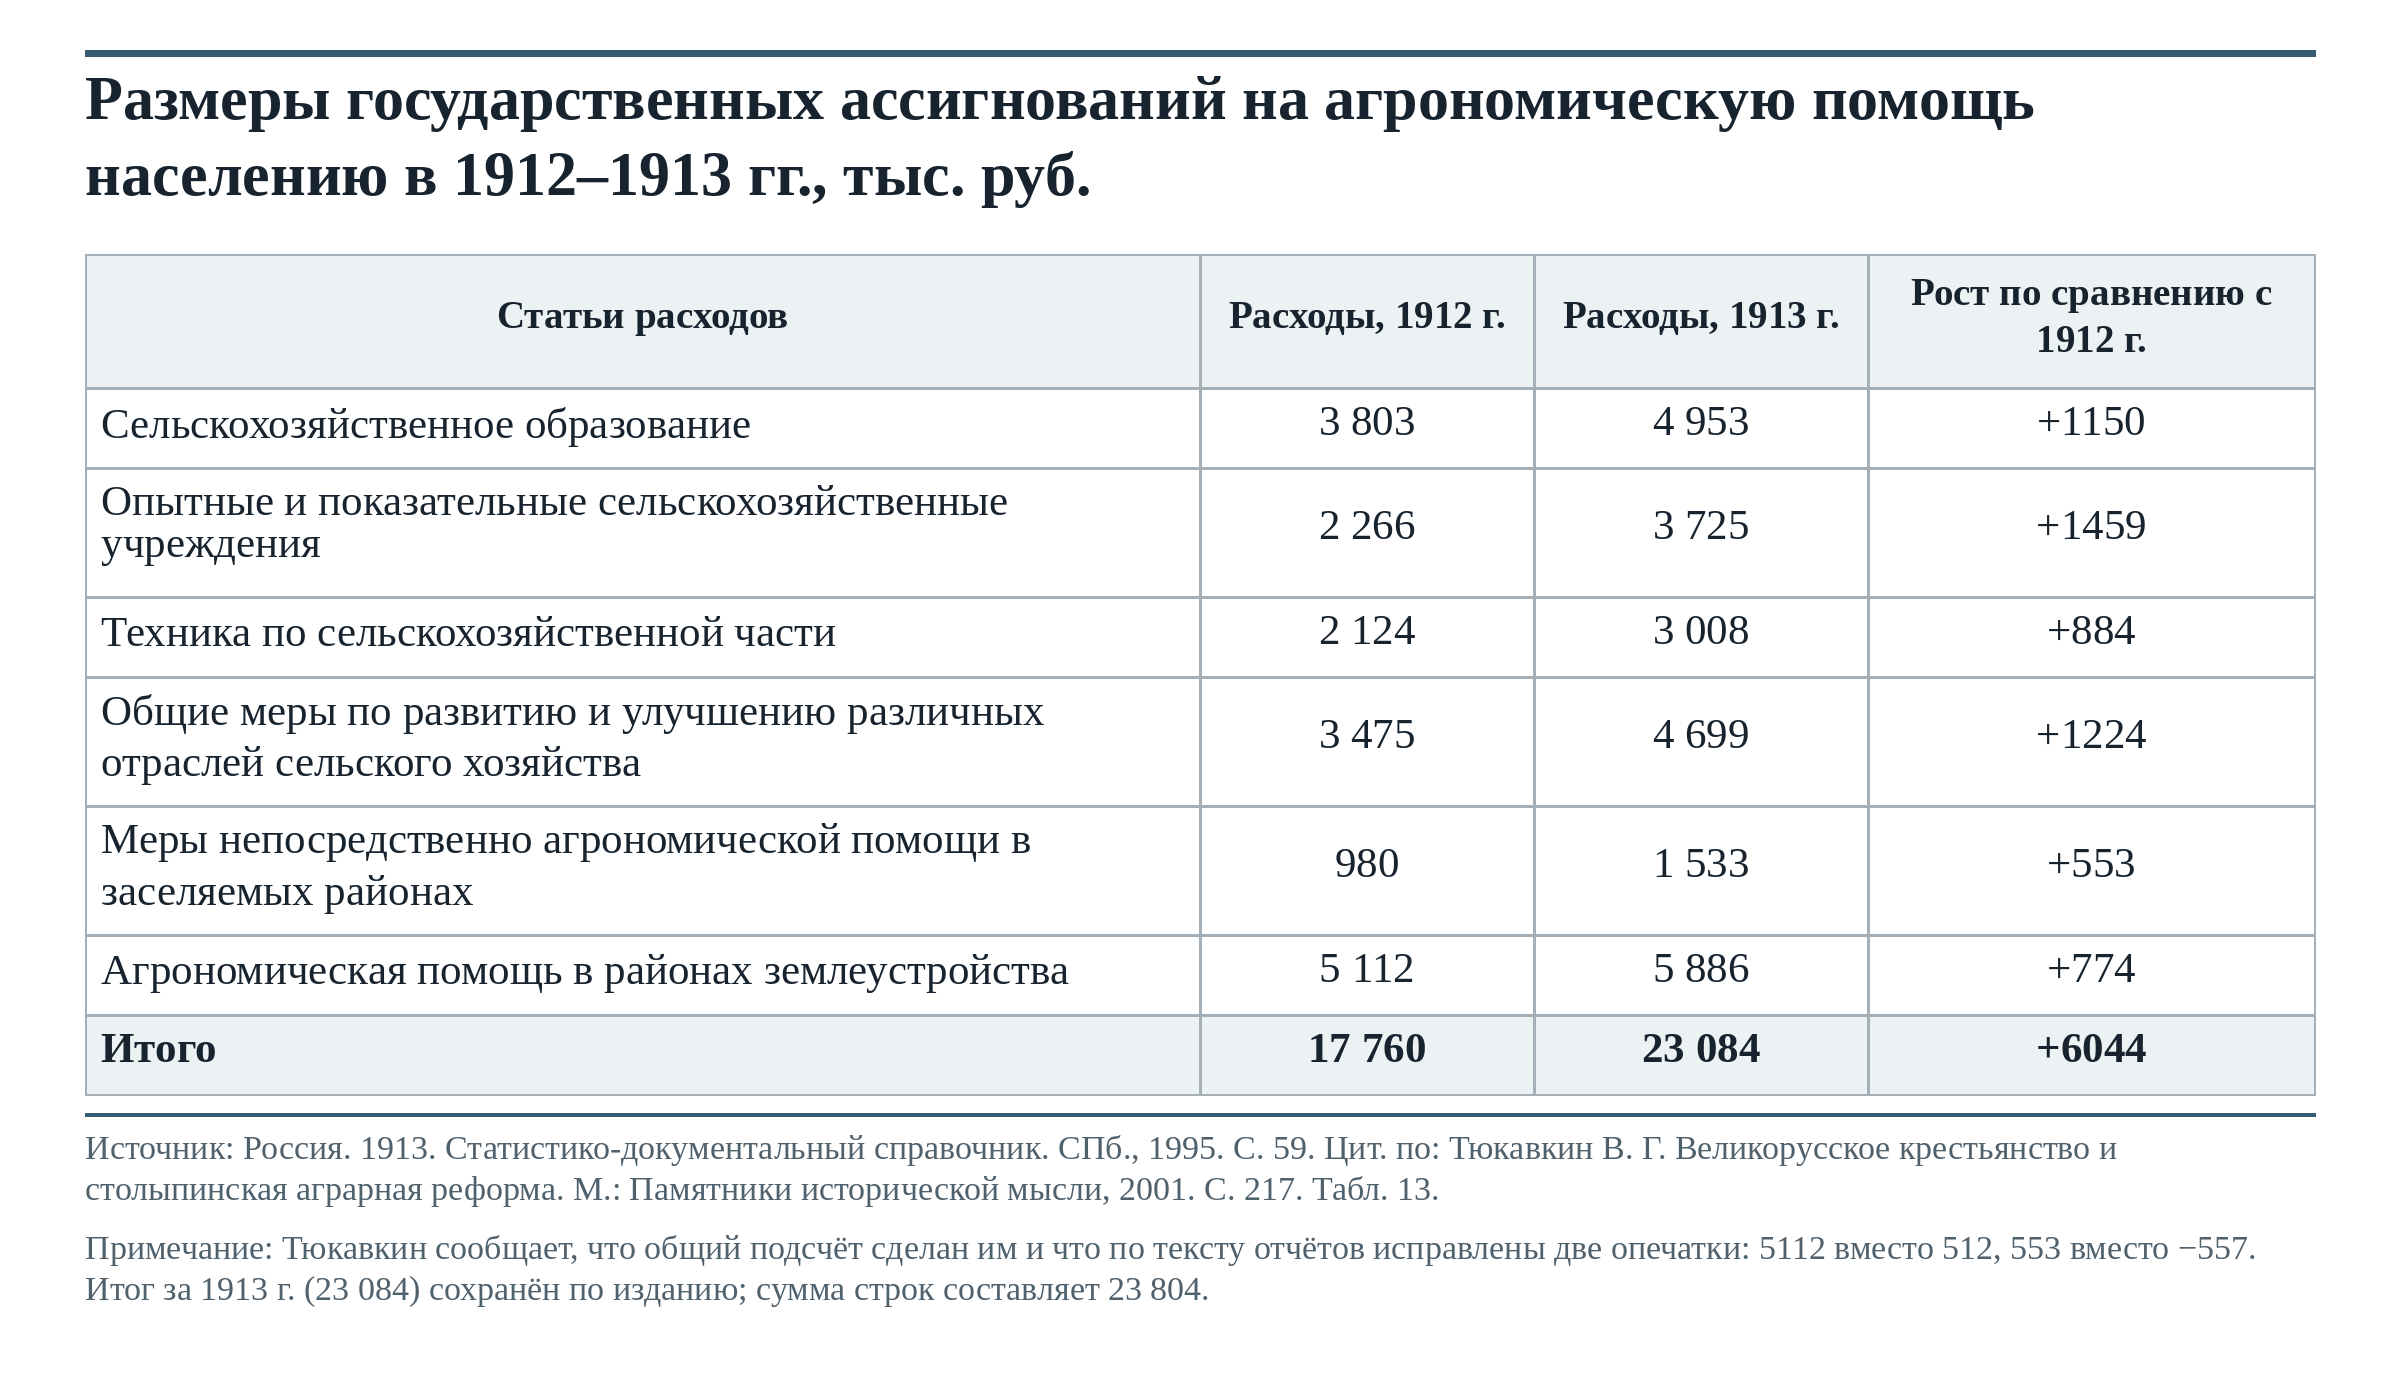 Размеры государственных ассигнований на агрономическую помощь
населению в 1912–1913 гг., тыс. руб.
Статьи расходов
Расходы, 1912 г.
Расходы, 1913 г.
Рост по сравнению с
1912 г.
Сельскохозяйственное образование
3 803
4 953
+1150
Опытные и показательные сельскохозяйственные
учреждения
2 266
3 725
+1459
Техника по сельскохозяйственной части
2 124
3 008
+884
Общие меры по развитию и улучшению различных
отраслей сельского хозяйства
3 475
4 699
+1224
Меры непосредственно агрономической помощи в
заселяемых районах
980
1 533
+553
Агрономическая помощь в районах землеустройства
5 112
5 886
+774
Итого
17 760
23 084
+6044
Источник: Россия. 1913. Статистико-документальный справочник. СПб., 1995. С. 59. Цит. по: Тюкавкин В. Г. Великорусское крестьянство и
столыпинская аграрная реформа. М.: Памятники исторической мысли, 2001. С. 217. Табл. 13.
Примечание: Тюкавкин сообщает, что общий подсчёт сделан им и что по тексту отчётов исправлены две опечатки: 5112 вместо 512, 553 вместо −557.
Итог за 1913 г. (23 084) сохранён по изданию; сумма строк составляет 23 804.